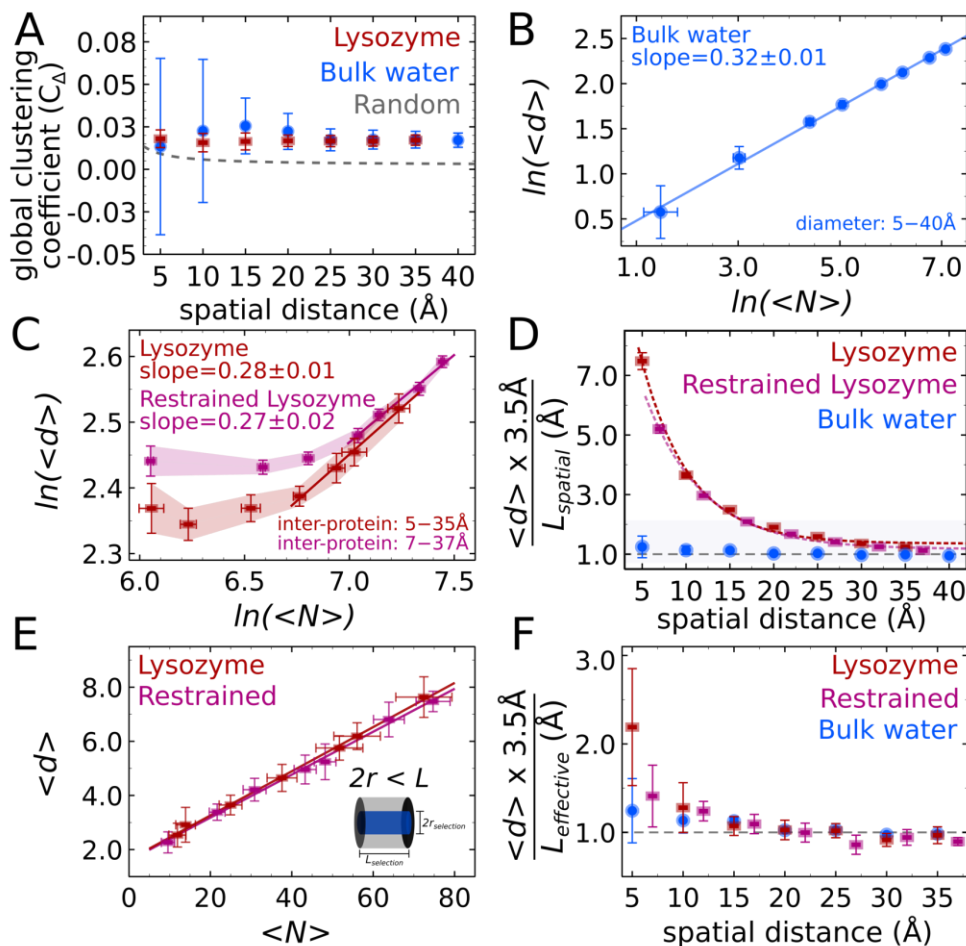 A
global clustering
coefficient (C_Δ)
0.08
0.05
0.03
0.00
-0.03
-0.05
Lysozyme
Bulk water
Random
5 10 15 20 25 30 35 40
spatial distance (Å)
B
ln(<d>)
2.5
2.0
1.5
1.0
0.5
Bulk water
slope=0.32±0.01
diameter: 5−40Å
1.0 3.0 5.0 7.0
ln(<N>)
C
ln(<d>)
2.6
2.5
2.4
2.3
Lysozyme
slope=0.28±0.01
Restrained Lysozyme
slope=0.27±0.02
inter-protein: 5−35Å
inter-protein: 7−37Å
6.0 6.5 7.0 7.5
ln(<N>)
D
<d> x 3.5Å
L_spatial (Å)
7.0
5.0
3.0
1.0
Lysozyme
Restrained Lysozyme
Bulk water
5 10 15 20 25 30 35 40
spatial distance (Å)
E
<d>
8.0
6.0
4.0
2.0
Lysozyme
Restrained
2r < L
2r_selection
L_selection
0 20 40 60 80
<N>
F
<d> x 3.5Å
L_effective (Å)
3.0
2.0
1.0
Lysozyme
Restrained
Bulk water
5 10 15 20 25 30 35
spatial distance (Å)